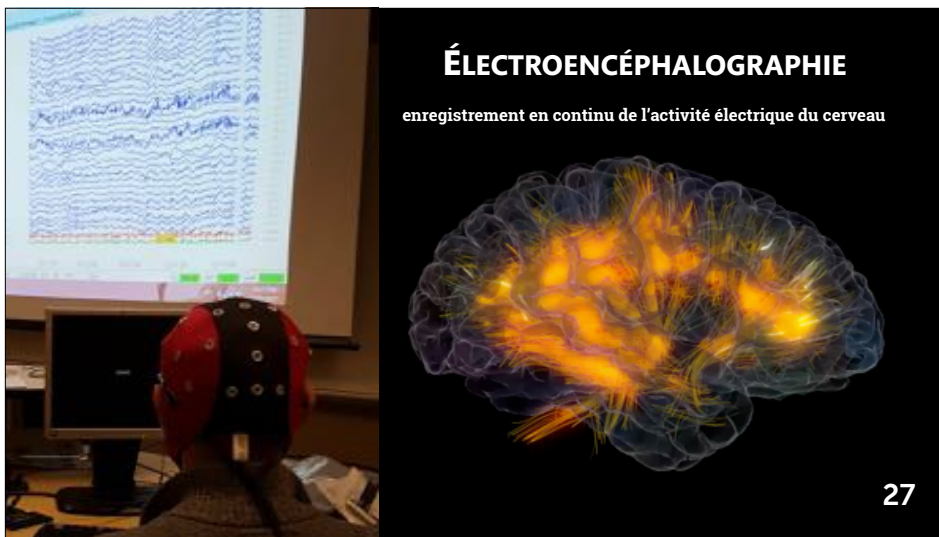 ÉLECTROENCÉPHALOGRAPHIE
enregistrement en continu de l'activité électrique du cerveau
27